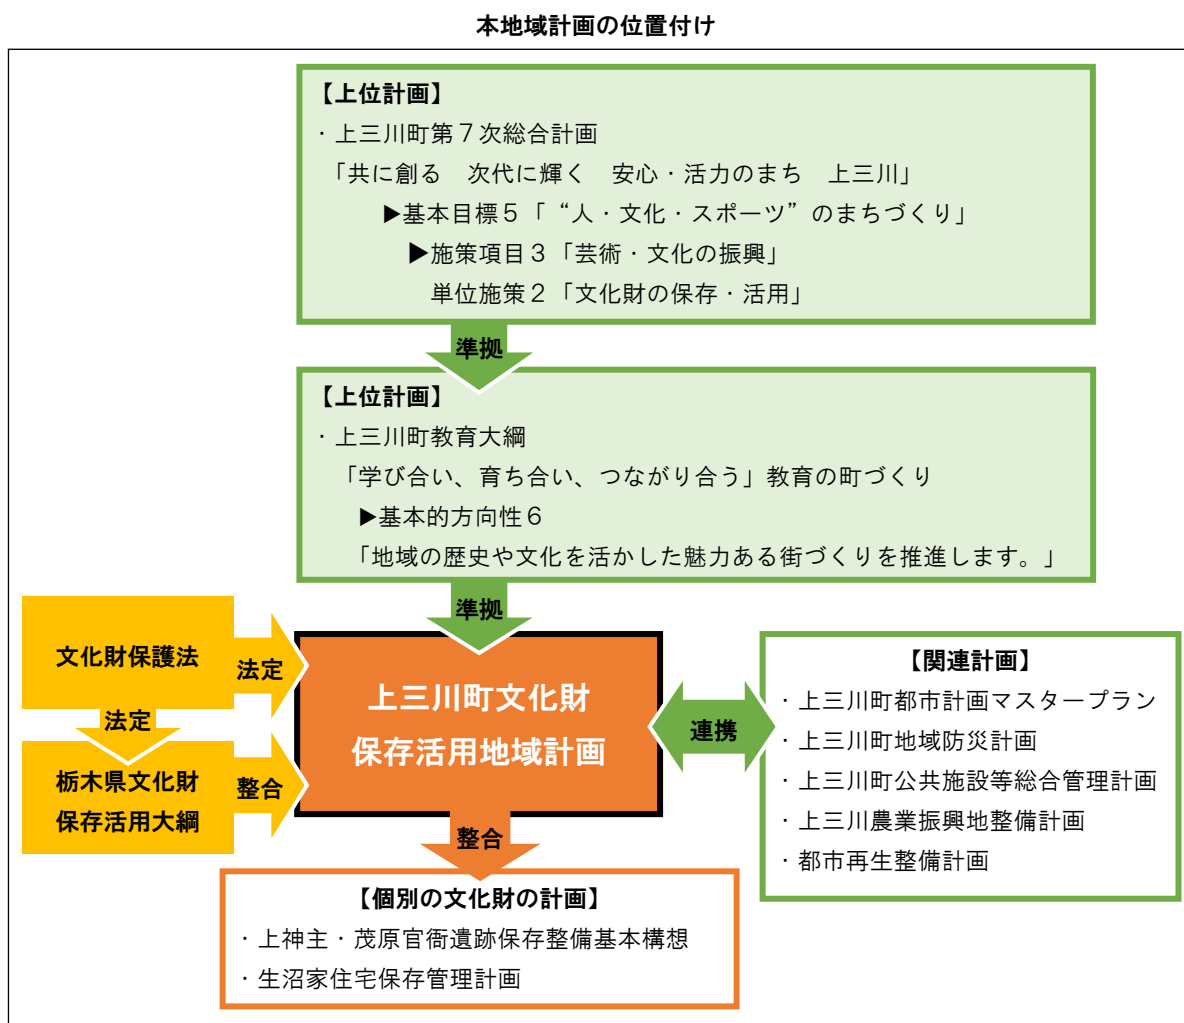 本地域計画の位置付け
【上位計画】
・上三川町第７次総合計画
「共に創る　次代に輝く　安心・活力のまち　上三川」
▶基本目標５「“人・文化・スポーツ”のまちづくり」
▶施策項目３「芸術・文化の振興」
単位施策２「文化財の保存・活用」
準拠
【上位計画】
・上三川町教育大綱
「学び合い、育ち合い、つながり合う」教育の町づくり
▶基本的方向性６
「地域の歴史や文化を活かした魅力ある街づくりを推進します。」
準拠
文化財保護法
法定
法定
栃木県文化財
保存活用大綱
整合
上三川町文化財
保存活用地域計画
連携
【関連計画】
・上三川町都市計画マスタープラン
・上三川町地域防災計画
・上三川町公共施設等総合管理計画
・上三川農業振興地整備計画
・都市再生整備計画
整合
【個別の文化財の計画】
・上神主・茂原官衙遺跡保存整備基本構想
・生沼家住宅保存管理計画